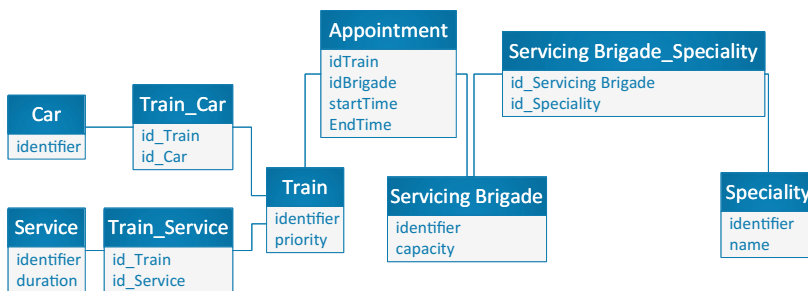 Appointment
idTrain
idBrigade
startTime
EndTime
Servicing Brigade_Speciality
id_Servicing Brigade
id_Speciality
Car
identifier
Train_Car
id_Train
id_Car
Train
identifier
priority
Servicing Brigade
identifier
capacity
Speciality
identifier
name
Service
identifier
duration
Train_Service
id_Train
id_Service